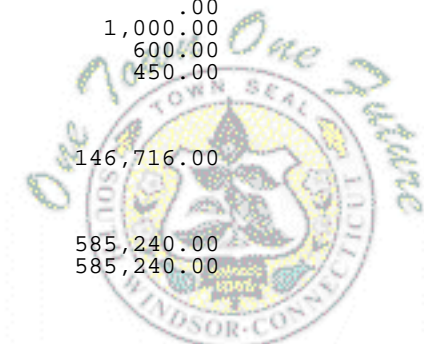 .00
1,000.00
600.00
450.00
One Town One Future
TOWN SEAL
146,716.00
585,240.00
585,240.00
SOUTH WINDSOR·CONNECTICUT